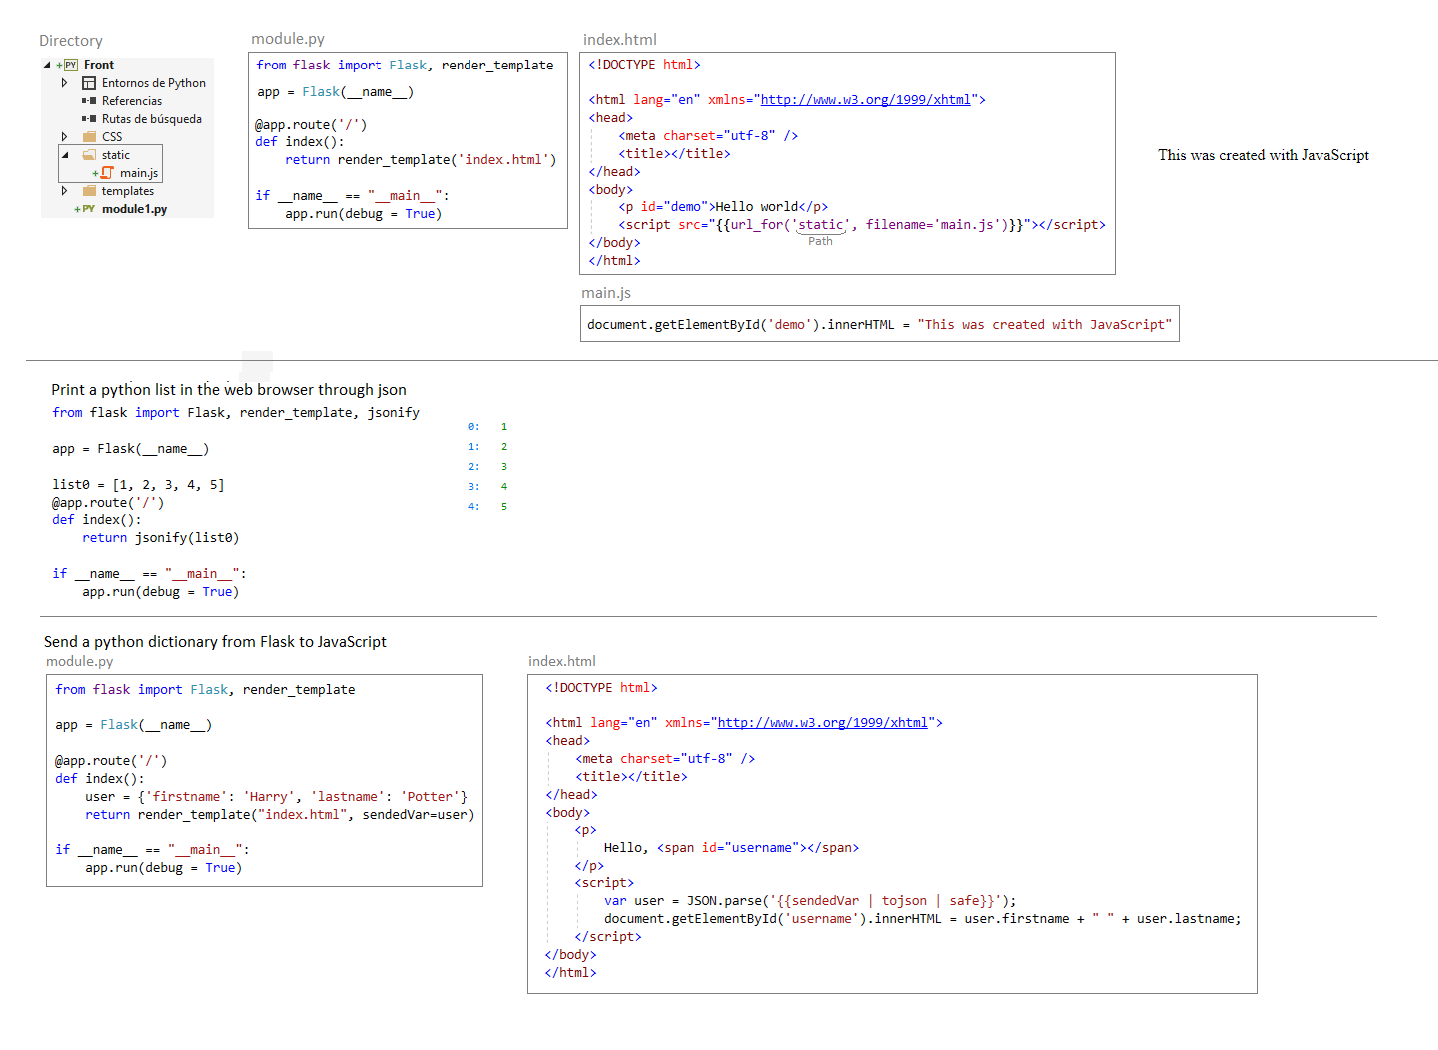 Directory
Front
Entornos de Python
Referencias
Rutas de búsqueda
CSS
static
main.js
templates
module1.py
module.py
from flask import Flask, render_template
app = Flask(__name__)
@app.route('/')
def index():
    return render_template('index.html')
if __name__ == "__main__":
    app.run(debug = True)
index.html
<!DOCTYPE html>
<html lang="en" xmlns="http://www.w3.org/1999/xhtml">
<head>
    <meta charset="utf-8" />
    <title></title>
</head>
<body>
    <p id="demo">Hello world</p>
    <script src="{{url_for('static', filename='main.js')}}"></script>
Path
</body>
</html>
This was created with JavaScript
main.js
document.getElementById('demo').innerHTML = "This was created with JavaScript"
Print a python list in the web browser through json
from flask import Flask, render_template, jsonify
app = Flask(__name__)
list0 = [1, 2, 3, 4, 5]
@app.route('/')
def index():
    return jsonify(list0)
if __name__ == "__main__":
    app.run(debug = True)
0: 1
1: 2
2: 3
3: 4
4: 5
Send a python dictionary from Flask to JavaScript
module.py
from flask import Flask, render_template
app = Flask(__name__)
@app.route('/')
def index():
    user = {'firstname': 'Harry', 'lastname': 'Potter'}
    return render_template("index.html", sendedVar=user)
if __name__ == "__main__":
    app.run(debug = True)
index.html
<!DOCTYPE html>
<html lang="en" xmlns="http://www.w3.org/1999/xhtml">
<head>
    <meta charset="utf-8" />
    <title></title>
</head>
<body>
    <p>
        Hello, <span id="username"></span>
    </p>
    <script>
        var user = JSON.parse('{{sendedVar | tojson | safe}}');
        document.getElementById('username').innerHTML = user.firstname + " " + user.lastname;
    </script>
</body>
</html>